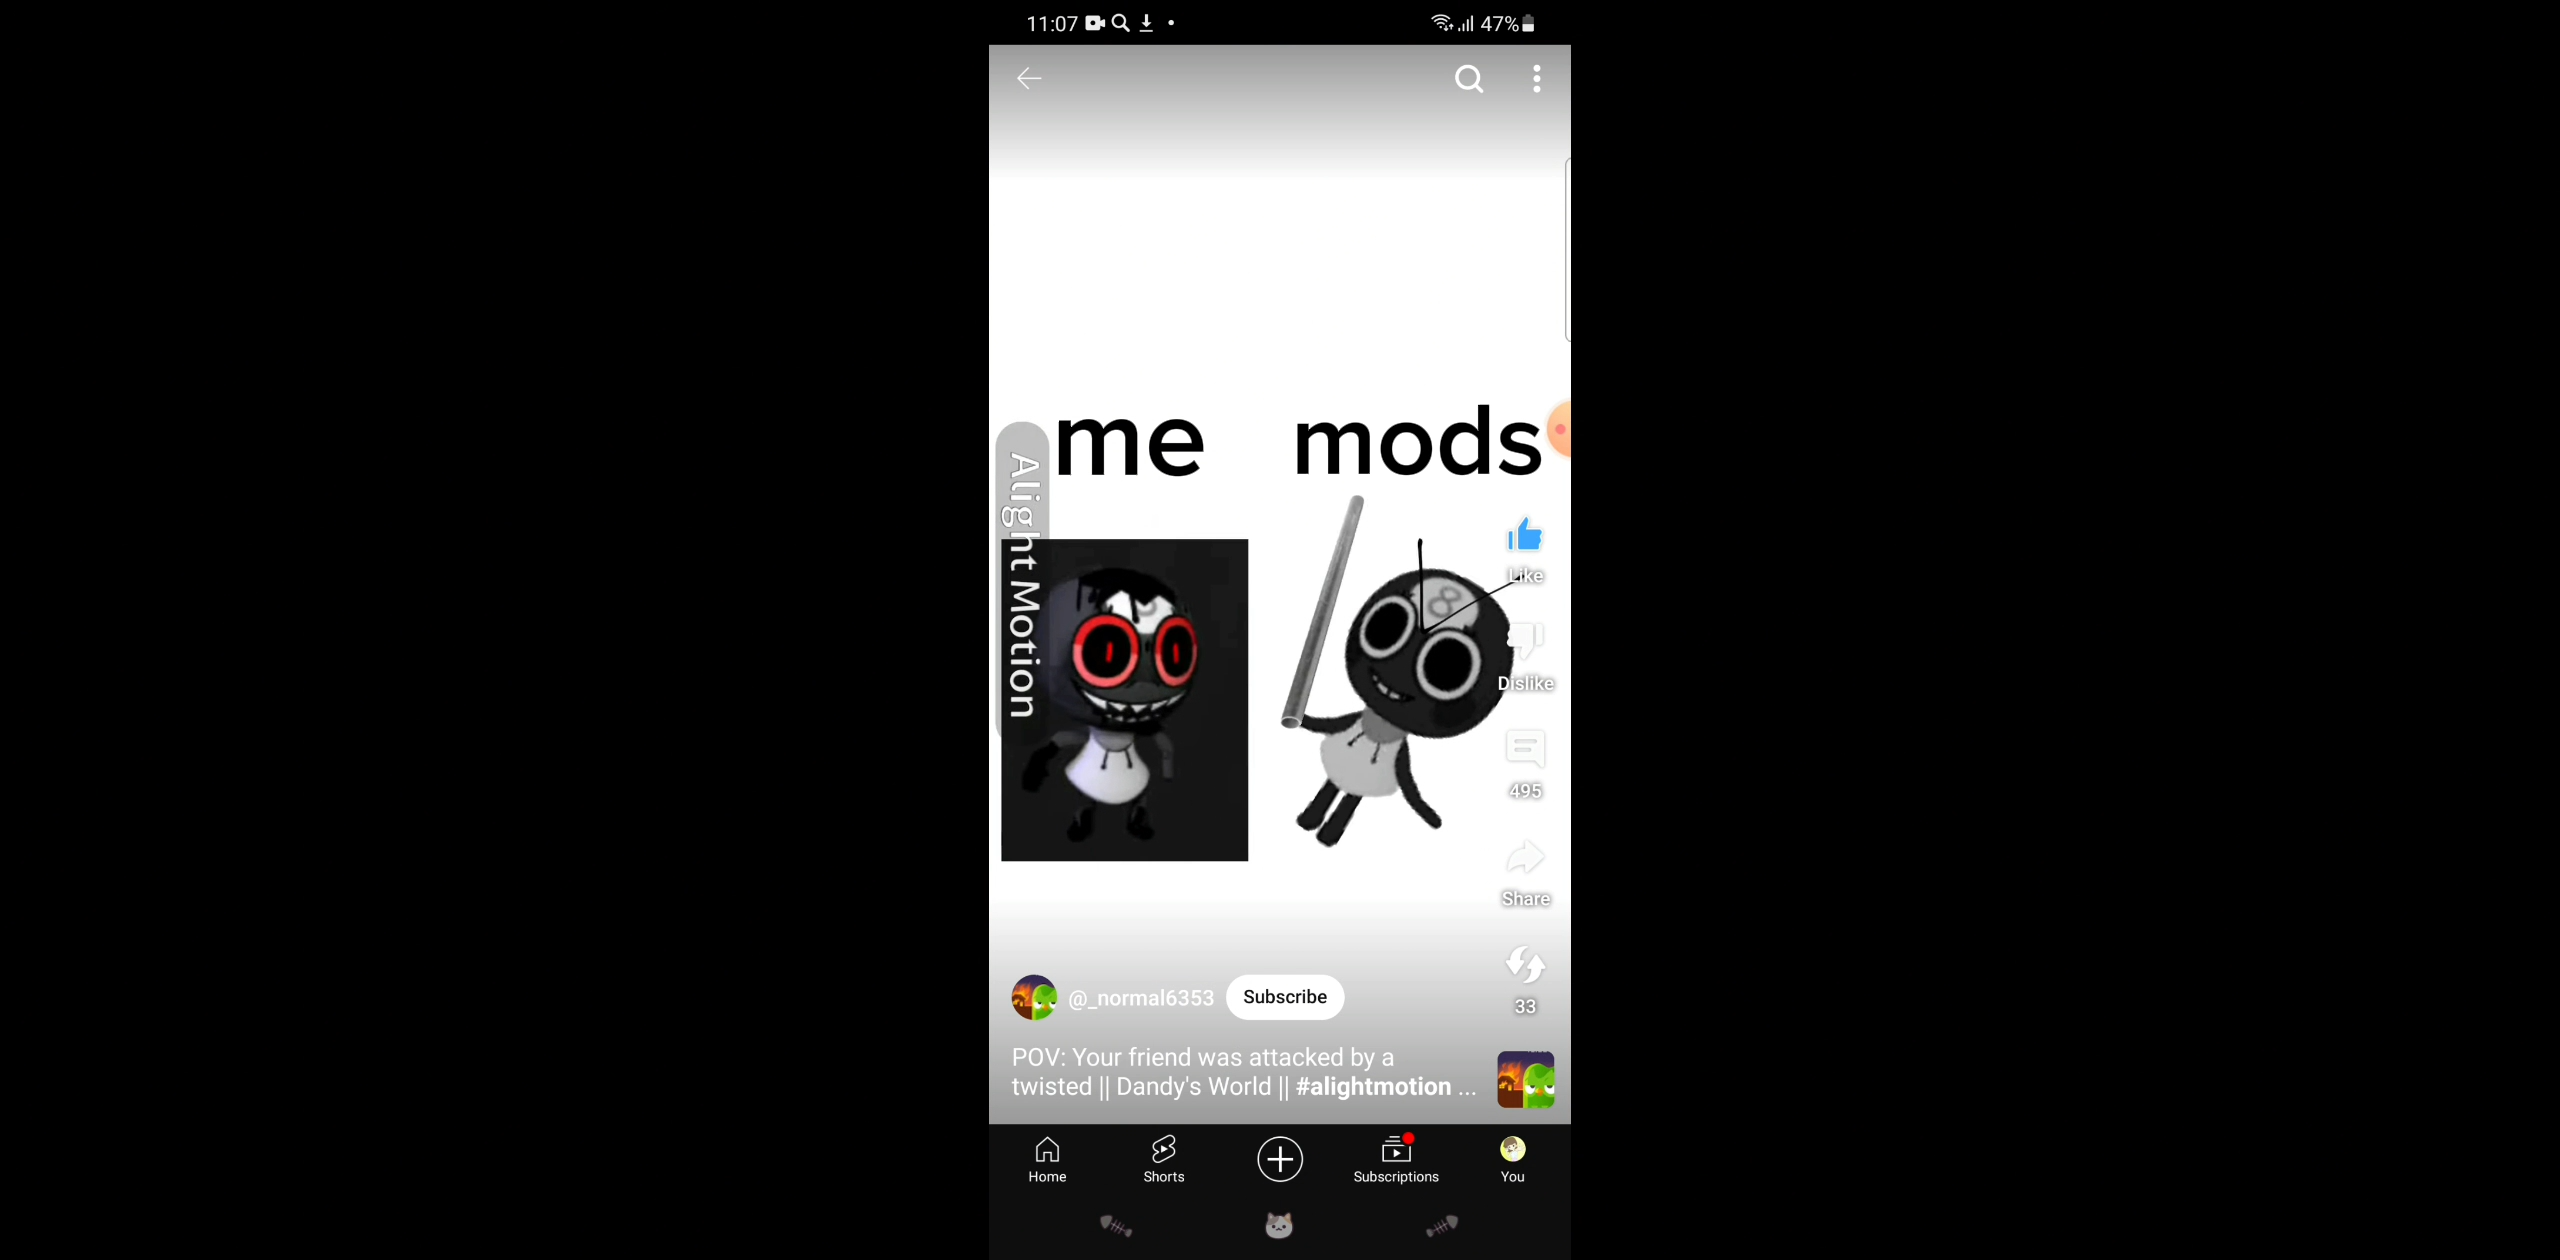 11:07
47%
me mods
Alight Motion
8
Like
Dislike
495
Share
33
@_normal6353 Subscribe
POV: Your friend was attacked by a
twisted || Dandy's World || #alightmotion ...
Home Shorts Subscriptions You